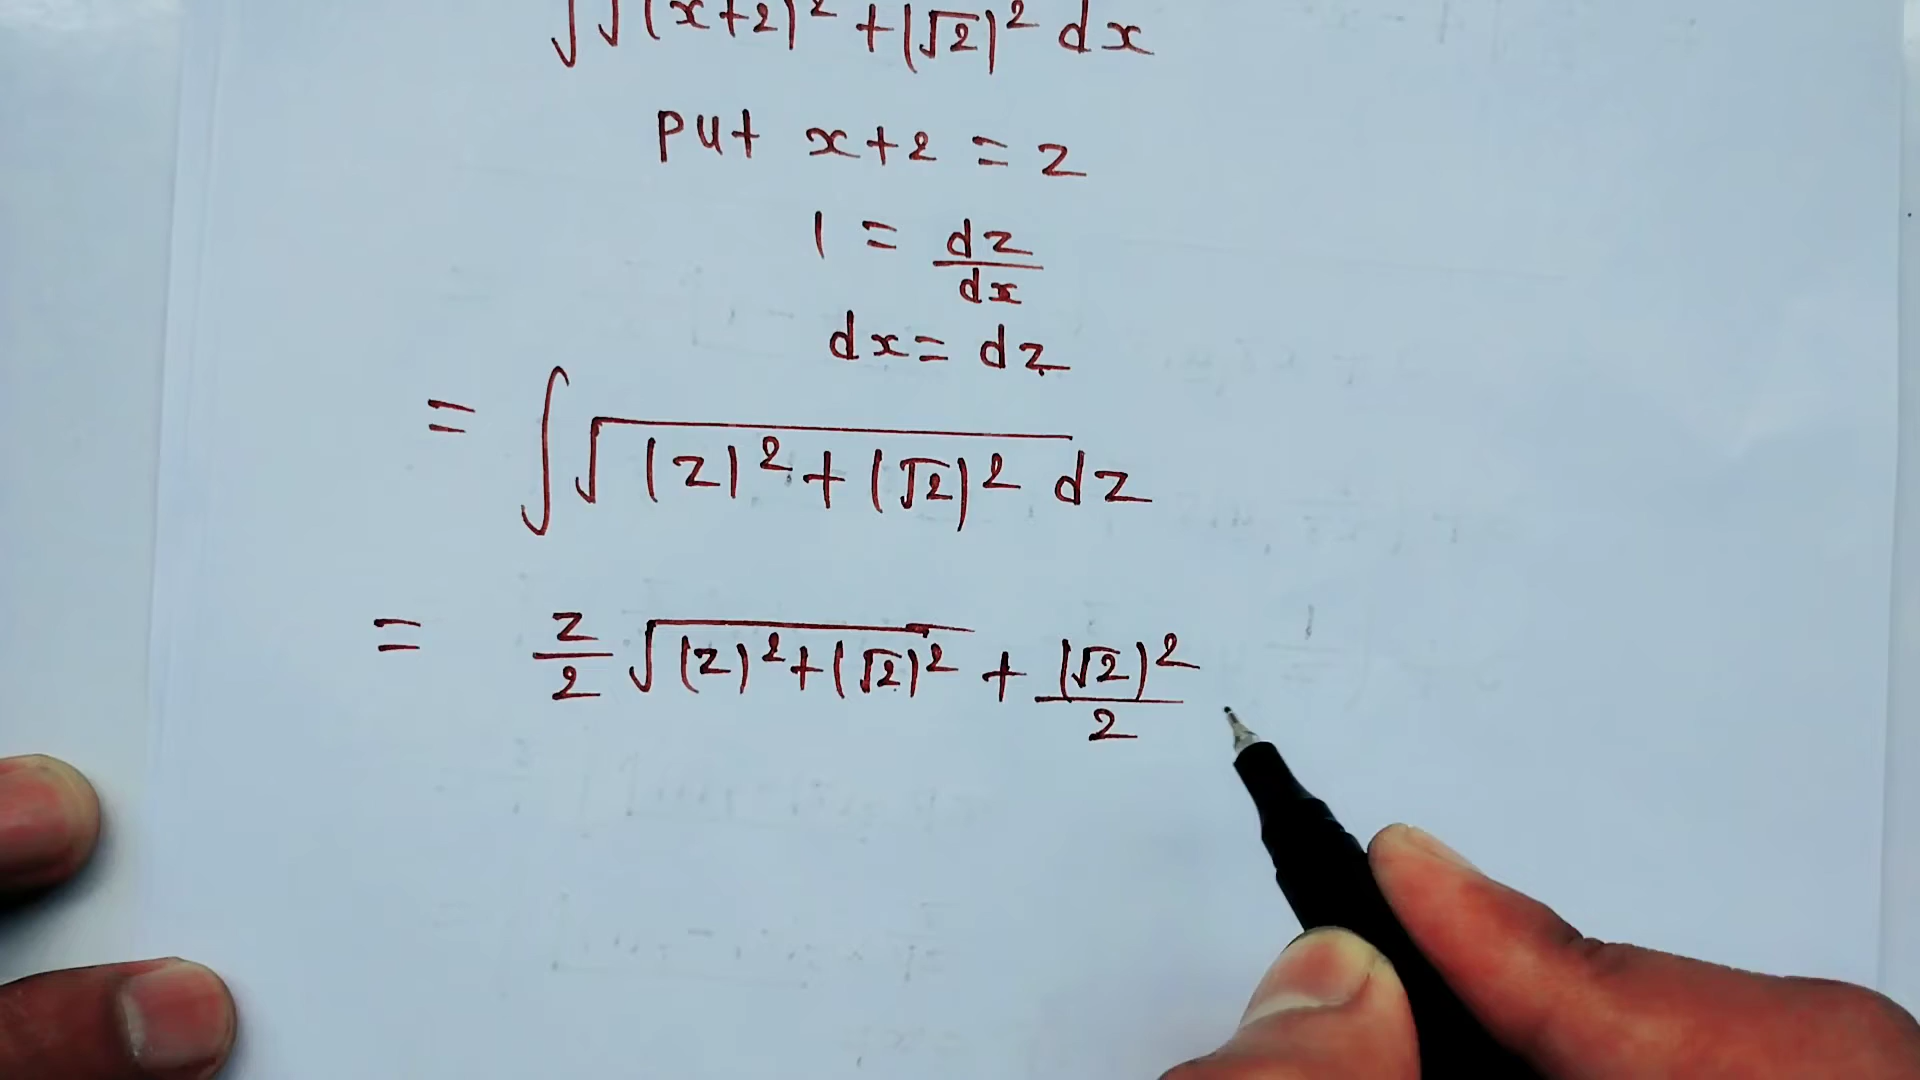 ∫√(x+2)² + (√2)² dx
put x+2 = z
1 = dz/dx
dx = dz
= ∫√(z)² + (√2)² dz
= z/2 √(z)² + (√2)² + (√2)²/2